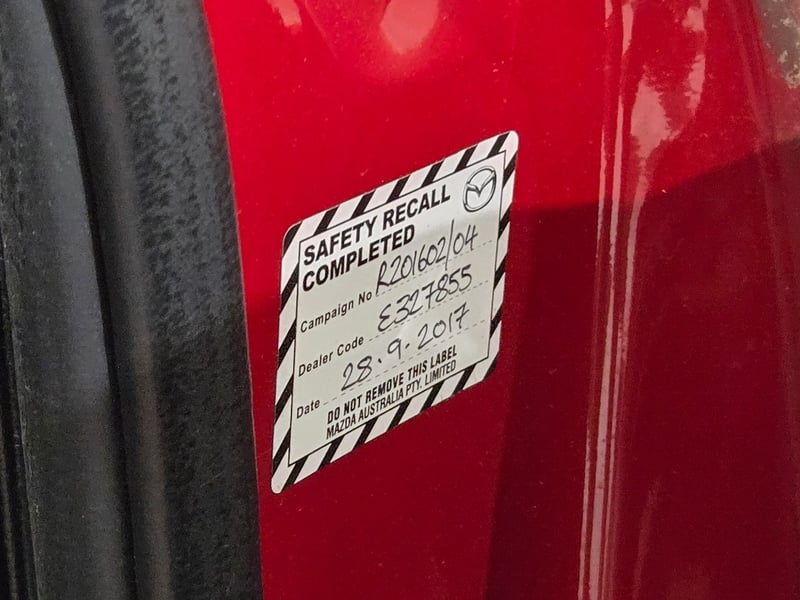 SAFETY RECALL
COMPLETED
Campaign No R201602/04
Dealer Code E327855
Date 28.9.2017
DO NOT REMOVE THIS LABEL
MAZDA AUSTRALIA PTY. LIMITED